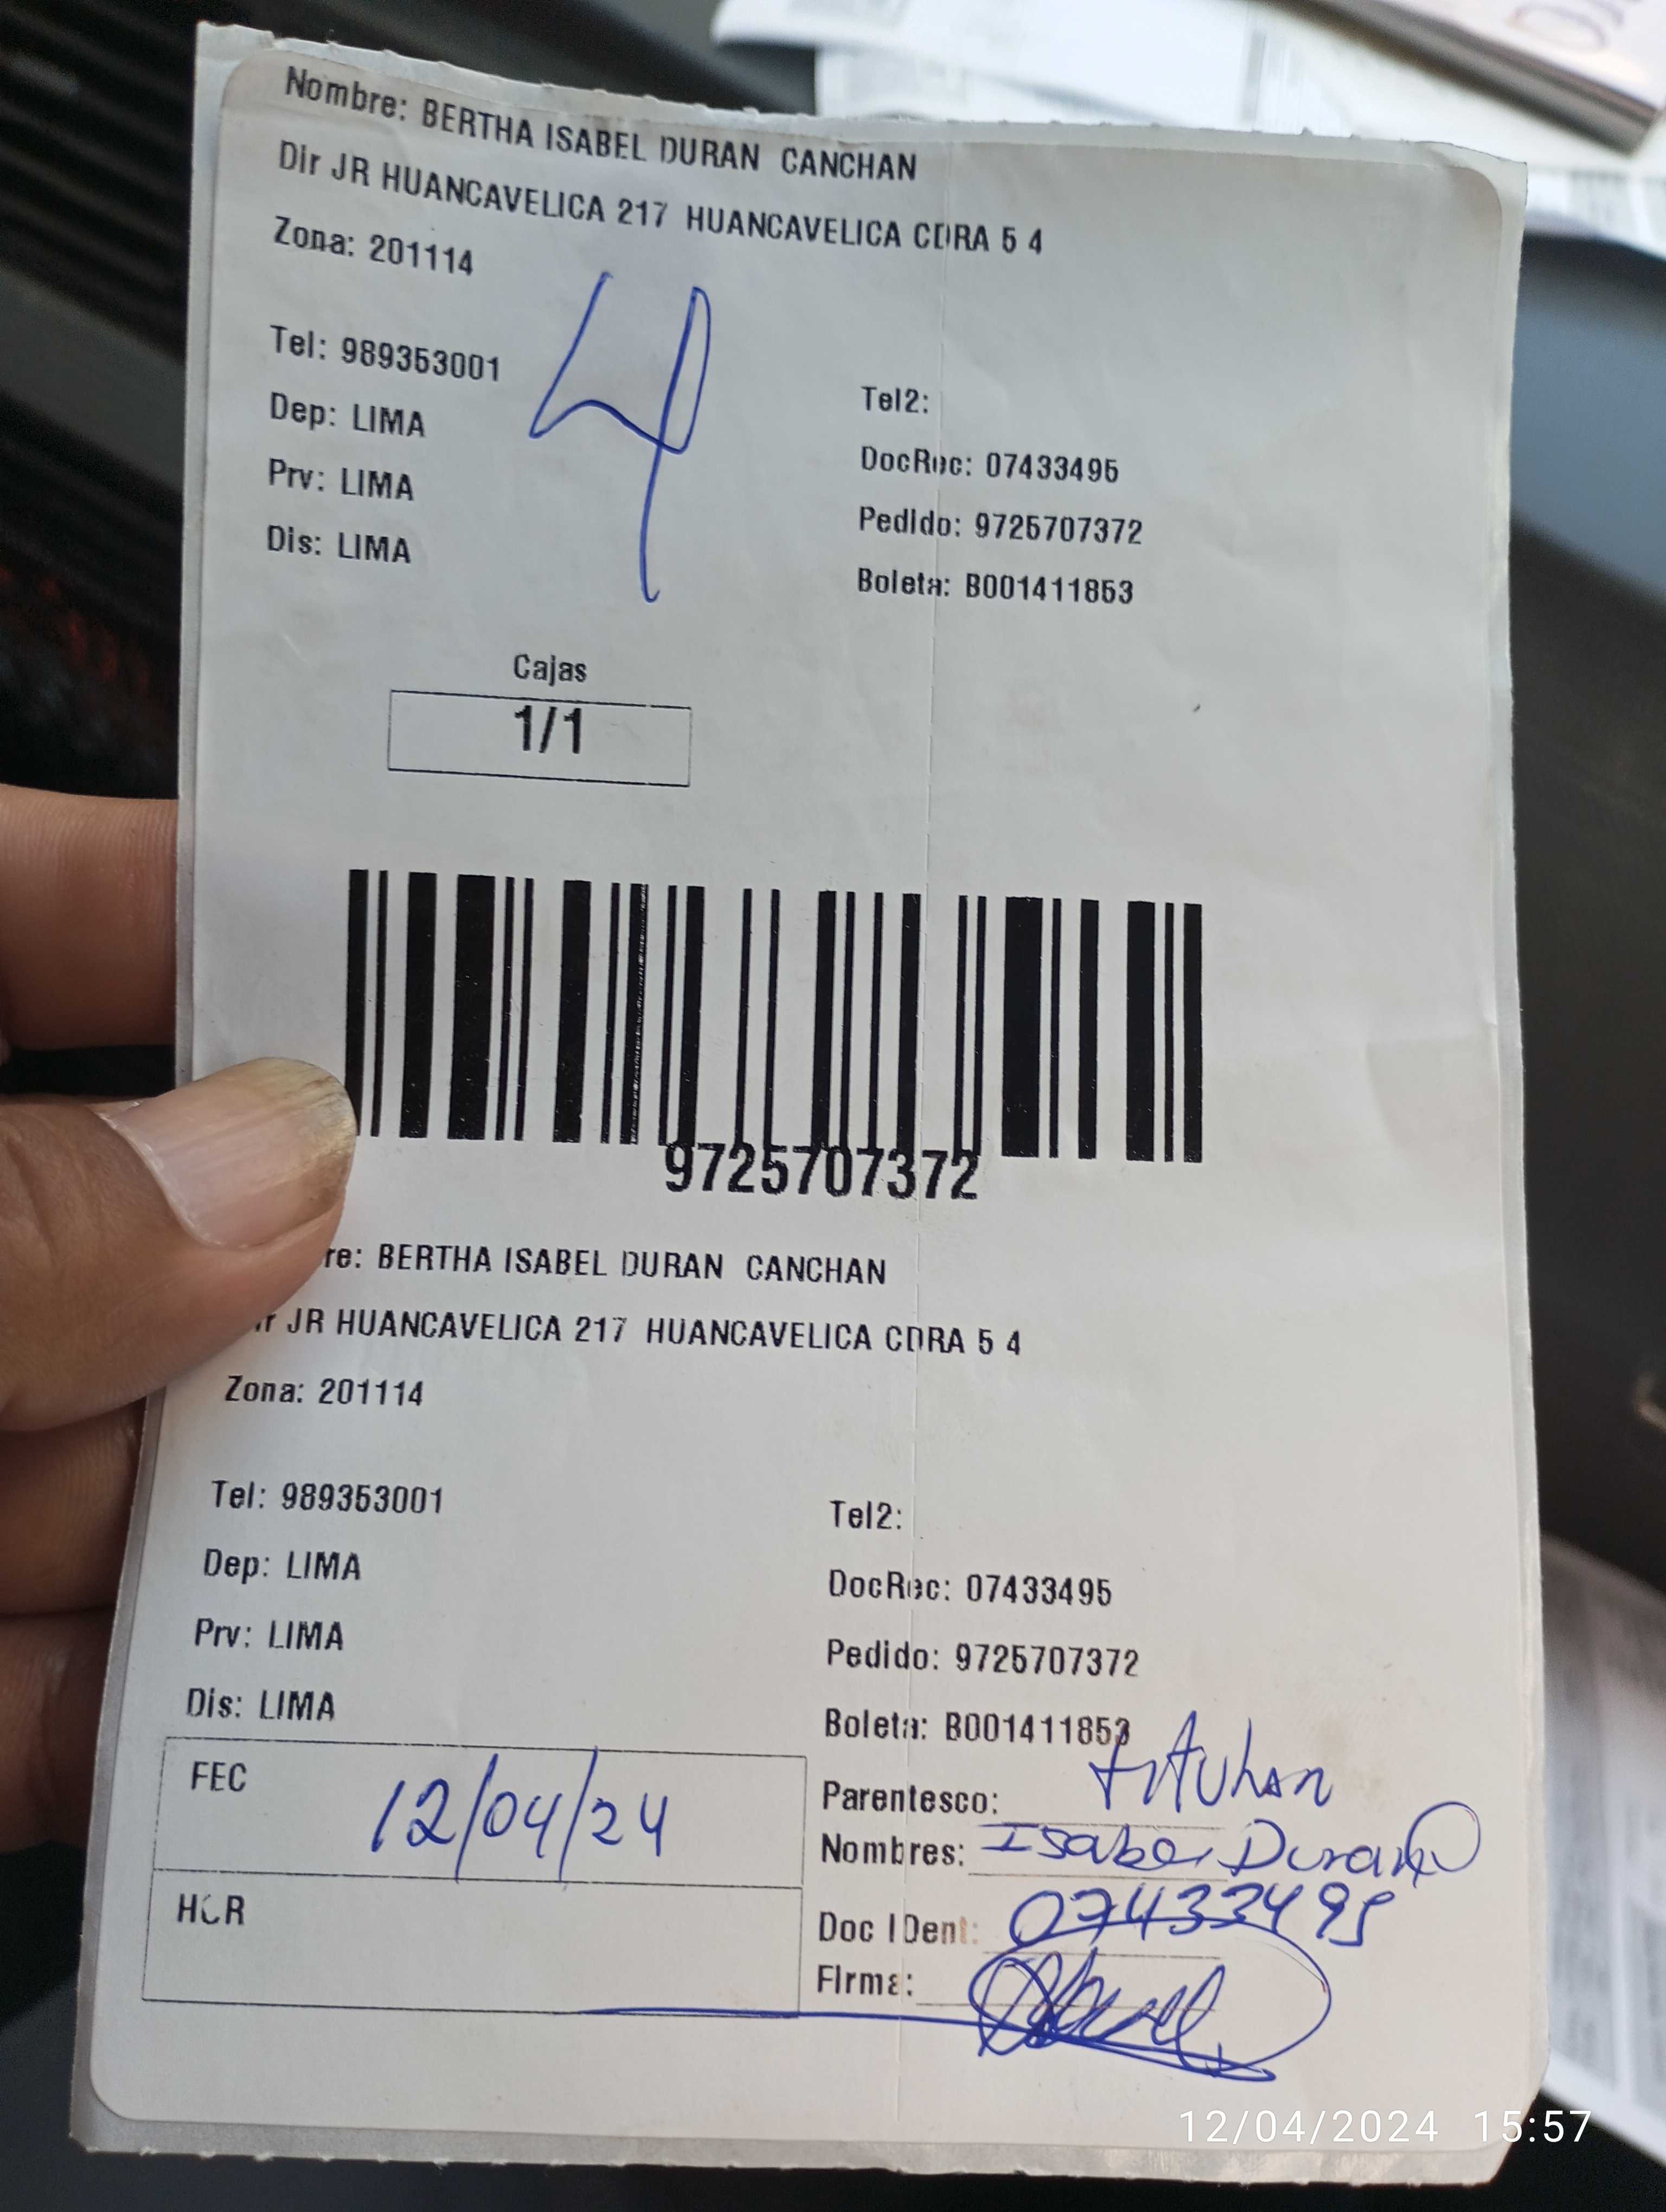 Nombre: BERTHA ISABEL DURAN CANCHAN
Dir JR HUANCAVELICA 217 HUANCAVELICA CDRA 5 4
Zona: 201114
4
Tel: 989353001
Dep: LIMA
Prv: LIMA
Dis: LIMA
Tel2:
DocRec: 07433495
Pedido: 9725707372
Boleta: B001411853
Cajas
1/1
9725707372
re: BERTHA ISABEL DURAN CANCHAN
ir JR HUANCAVELICA 217 HUANCAVELICA CDRA 5 4
Zona: 201114
Tel: 989353001
Dep: LIMA
Prv: LIMA
Dis: LIMA
Tel2:
DocRec: 07433495
Pedido: 9725707372
Boleta: B001411853
FEC 12/04/24
HOR
Parentesco:
Nombres: Isabel Duran
Doc IDent: 07433495
Firma:
12/04/2024 15:57